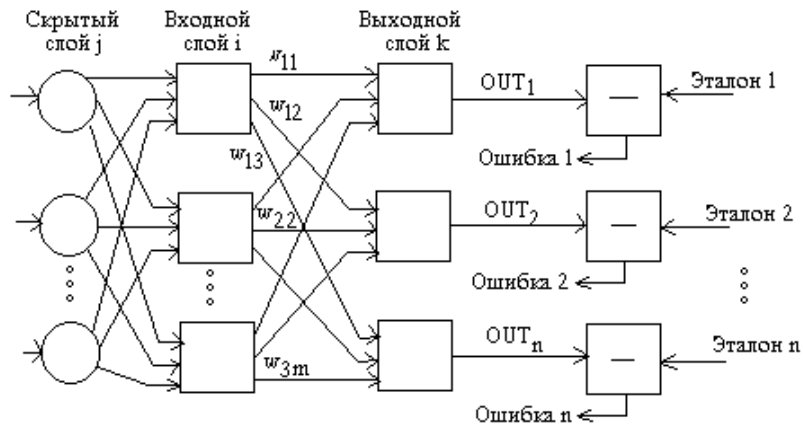 Скрытый
слой j
Входной
слой i
Выходной
слой k
w11
w12
w13
w22
w3m
OUT1
Эталон 1
Ошибка 1
OUT2
Эталон 2
Ошибка 2
OUTn
Эталон n
Ошибка n